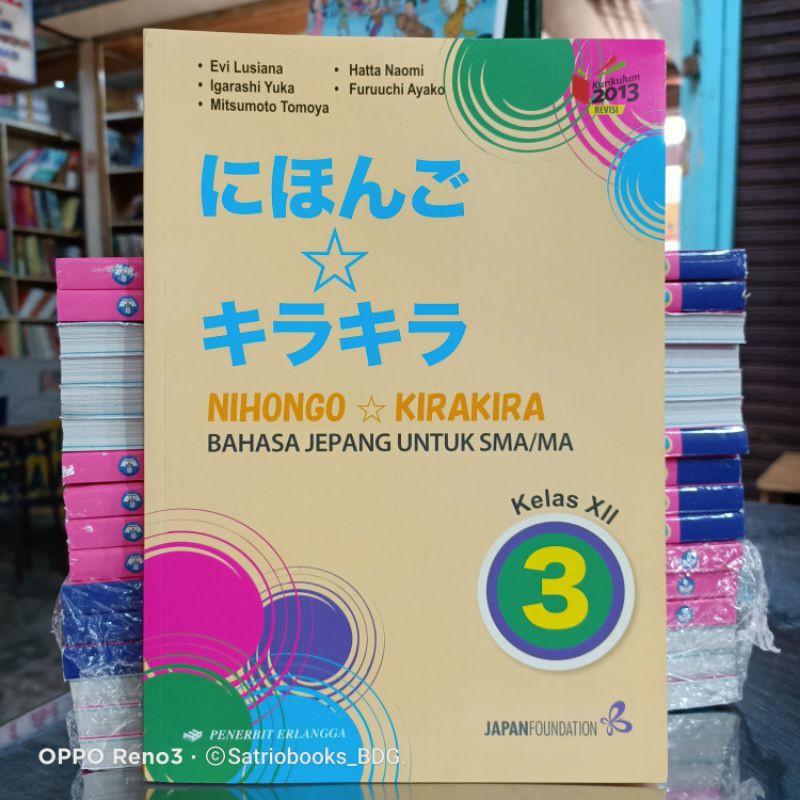 • Evi Lusiana
• Igarashi Yuka
• Mitsumoto Tomoya
• Hatta Naomi
• Furuuchi Ayako
Kurikulum
2013
REVISI
にほんご
☆
キラキラ
NIHONGO ☆ KIRAKIRA
BAHASA JEPANG UNTUK SMA/MA
Kelas XII
3
PENERBIT ERLANGGA
JAPANFOUNDATION
OPPO Reno3 · ©Satriobooks_BDG.